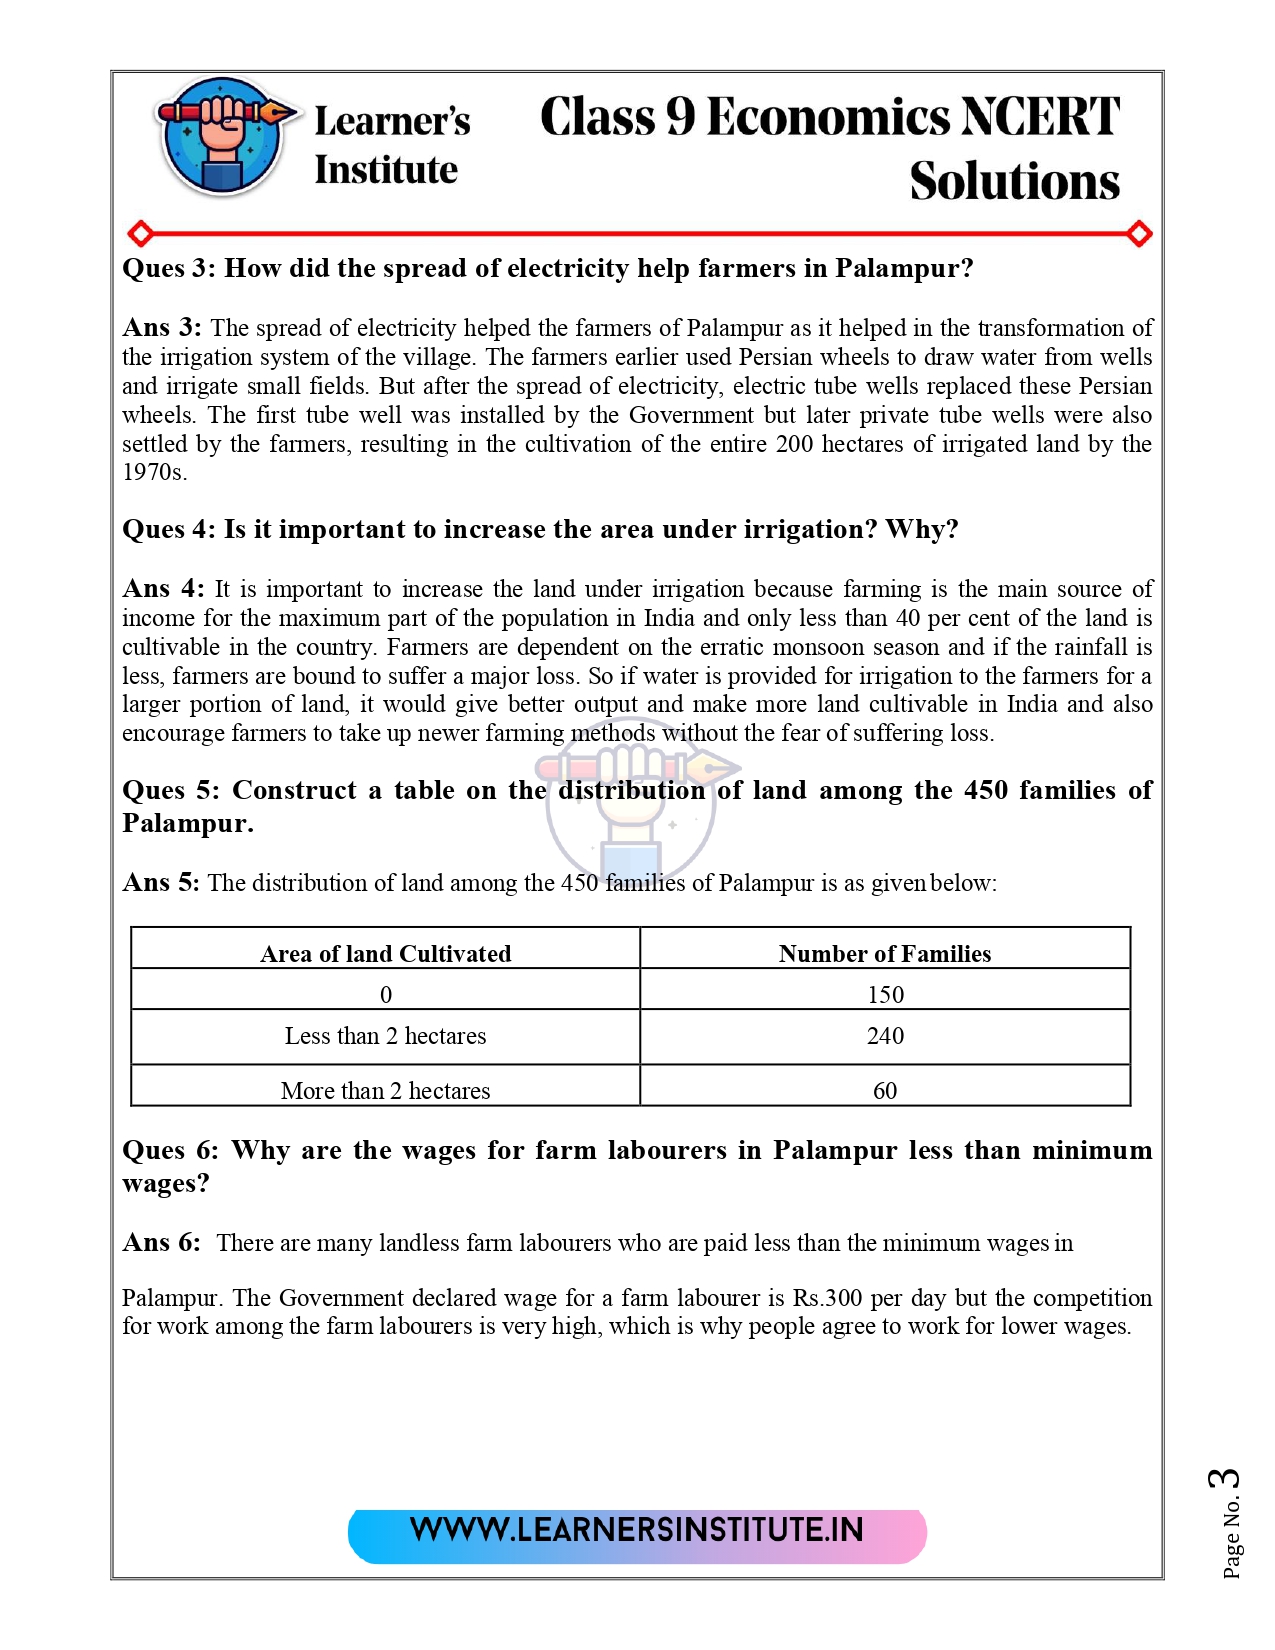 Learner's
Institute
Class 9 Economics NCERT
Solutions
Ques 3: How did the spread of electricity help farmers in Palampur?
Ans 3: The spread of electricity helped the farmers of Palampur as it helped in the transformation of
the irrigation system of the village. The farmers earlier used Persian wheels to draw water from wells
and irrigate small fields. But after the spread of electricity, electric tube wells replaced these Persian
wheels. The first tube well was installed by the Government but later private tube wells were also
settled by the farmers, resulting in the cultivation of the entire 200 hectares of irrigated land by the
1970s.
Ques 4: Is it important to increase the area under irrigation? Why?
Ans 4: It is important to increase the land under irrigation because farming is the main source of
income for the maximum part of the population in India and only less than 40 per cent of the land is
cultivable in the country. Farmers are dependent on the erratic monsoon season and if the rainfall is
less, farmers are bound to suffer a major loss. So if water is provided for irrigation to the farmers for a
larger portion of land, it would give better output and make more land cultivable in India and also
encourage farmers to take up newer farming methods without the fear of suffering loss.
Ques 5: Construct a table on the distribution of land among the 450 families of
Palampur.
Ans 5: The distribution of land among the 450 families of Palampur is as given below:
Area of land Cultivated Number of Families
0 150
Less than 2 hectares 240
More than 2 hectares 60
Ques 6: Why are the wages for farm labourers in Palampur less than minimum
wages?
Ans 6: There are many landless farm labourers who are paid less than the minimum wages in
Palampur. The Government declared wage for a farm labourer is Rs.300 per day but the competition
for work among the farm labourers is very high, which is why people agree to work for lower wages.
WWW.LEARNERSINSTITUTE.IN
Page No. 3